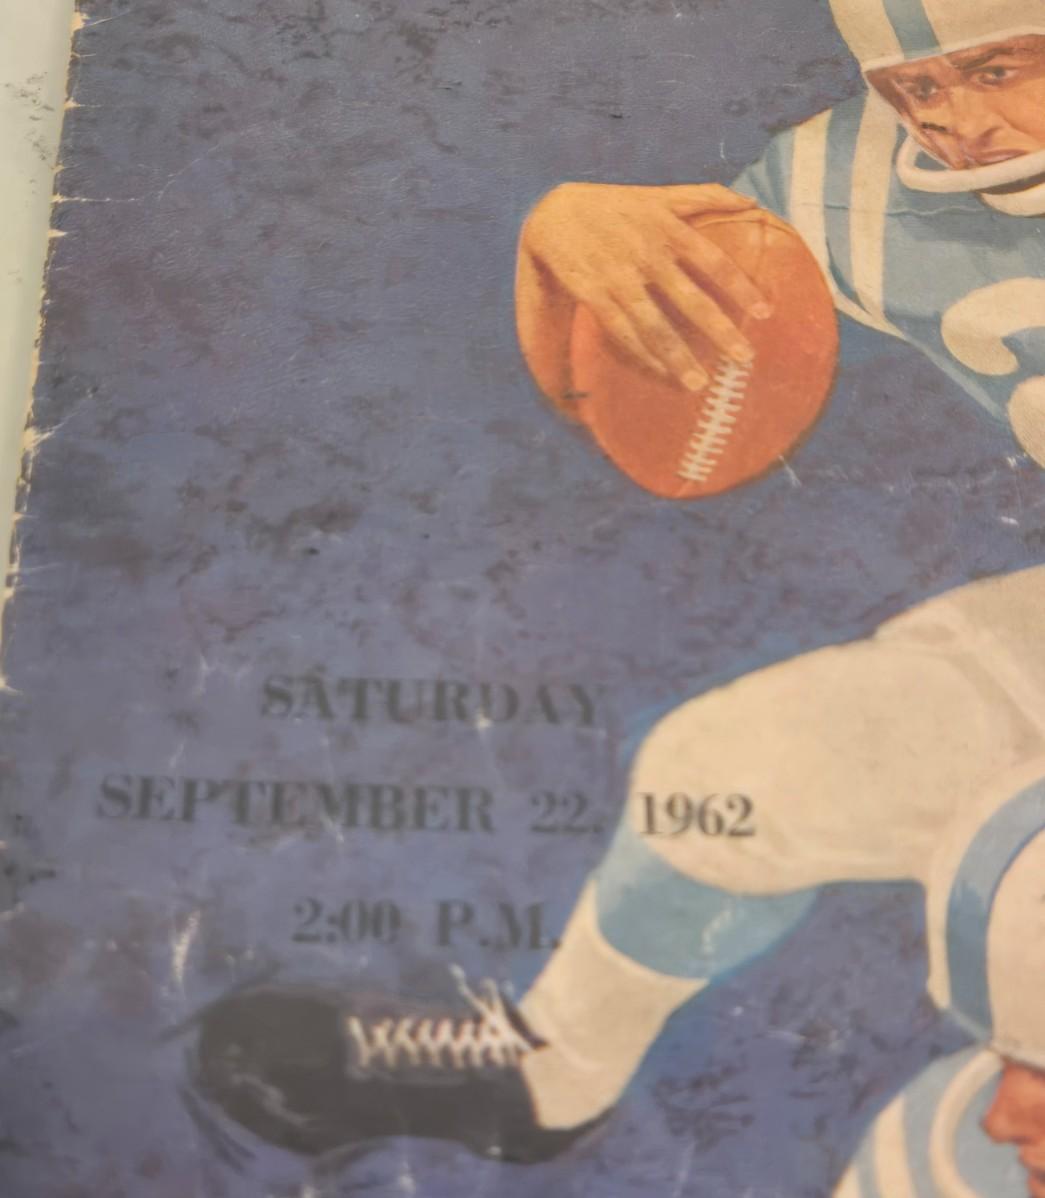 SATURDAY
SEPTEMBER 22, 1962
2:00 P.M.